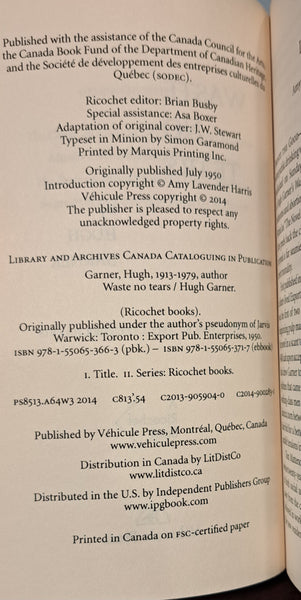 Published with the assistance of the Canada Council for the Arts,
the Canada Book Fund of the Department of Canadian Heritage,
and the Société de développement des entreprises culturelles du
Québec (SODEC).
Ricochet editor: Brian Busby
Special assistance: Asa Boxer
Adaptation of original cover: J.W. Stewart
Typeset in Minion by Simon Garamond
Printed by Marquis Printing Inc.
Originally published July 1950
Introduction copyright © Amy Lavender Harris
Véhicule Press copyright © 2014
The publisher is pleased to respect any
unacknowledged property rights.
LIBRARY AND ARCHIVES CANADA CATALOGUING IN PUBLICATION
Garner, Hugh, 1913-1979, author
Waste no tears / Hugh Garner.
(Ricochet books).
Originally published under the author's pseudonym of Jarvis
Warwick: Toronto : Export Pub. Enterprises, 1950.
ISBN 978-1-55065-366-3 (pbk.) – ISBN 978-1-55065-371-7 (ebook)
1. Title. II. Series: Ricochet books.
PS8513.A64W3 2014 C813'.54 C2013-905904-0 C2014-900285-
Published by Véhicule Press, Montréal, Québec, Canada
www.vehiculepress.com
Distribution in Canada by LitDistCo
www.litdistco.ca
Distributed in the U.S. by Independent Publishers Group
www.ipgbook.com
Printed in Canada on FSC-certified paper